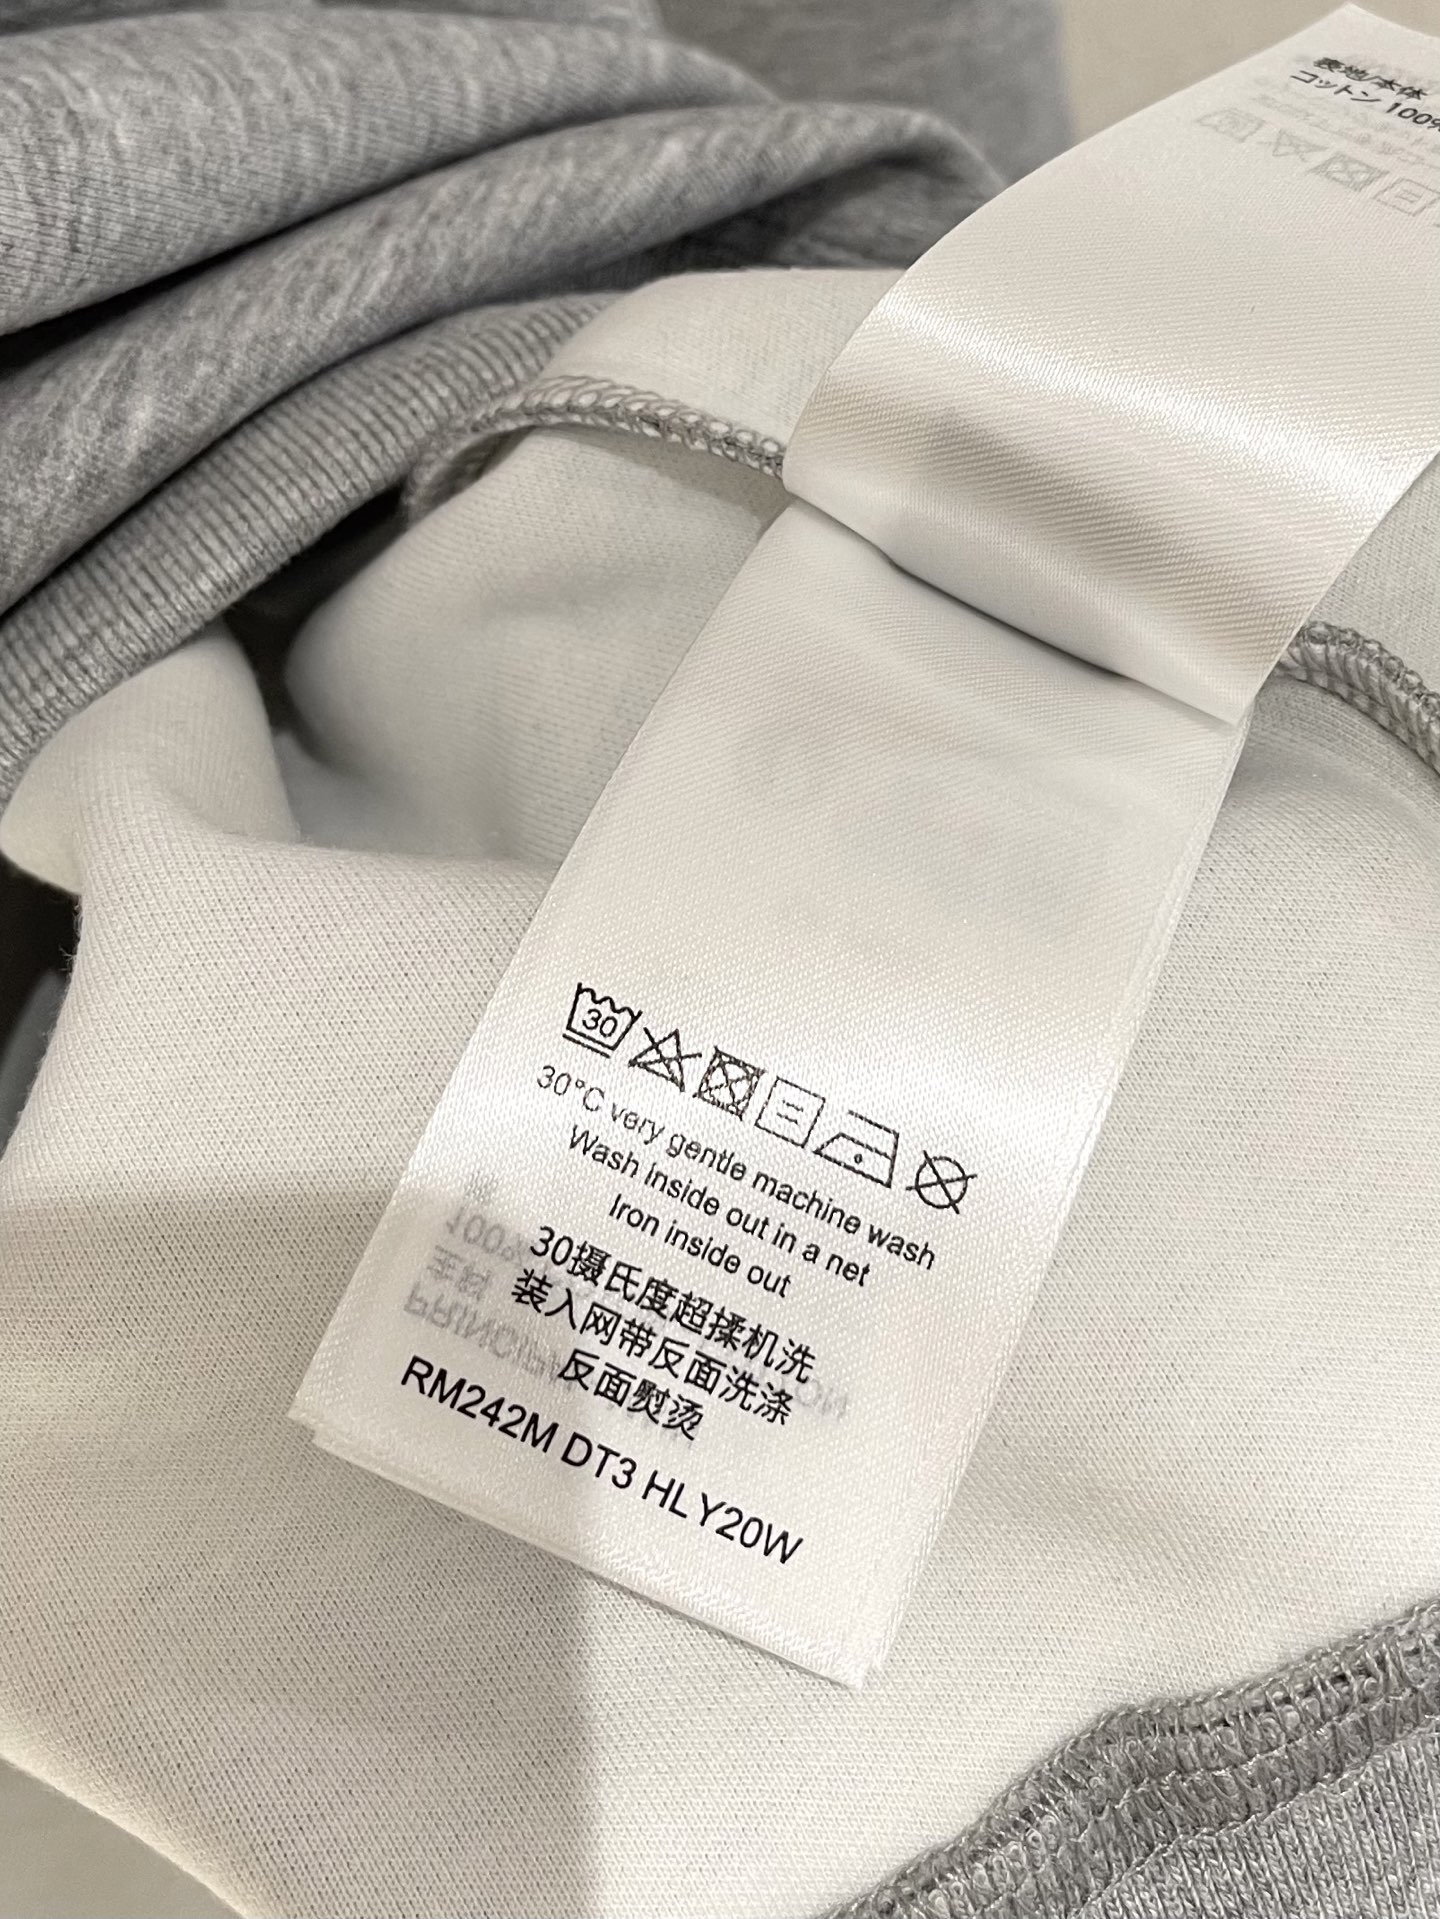 表地/本体
コットン 100%
30
30°C very gentle machine wash
Wash inside out in a net
Iron inside out
30摄氏度超揉机洗
装入网带反面洗涤
反面熨烫
RM242M DT3 HLY20W